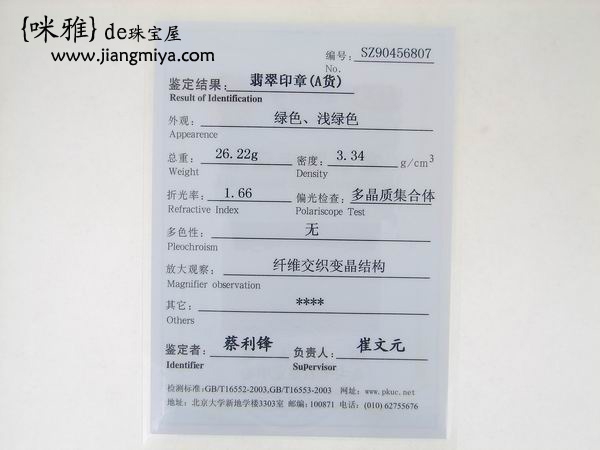 {咪雅}de珠宝屋
www.jiangmiya.com
编号: SZ90456807
No.
鉴定结果: 翡翠印章(A货)
Result of Identification
外观: 绿色、浅绿色
Appearence
总重: 26.22g 密度: 3.34 g/cm³
Weight Density
折光率: 1.66 偏光检查: 多晶质集合体
Refractive Index Polariscope Test
多色性: 无
Pleochroism
放大观察: 纤维交织变晶结构
Magnifier observation
其它: ****
Others
鉴定者: 蔡利锋 负责人: 崔文元
Identifier SuPervisor
检测标准:GB/T16552-2003,GB/T16553-2003 网址: www.pkuc.net
地址: 北京大学新地学楼3303室 邮编: 100871 电话: (010) 62755676